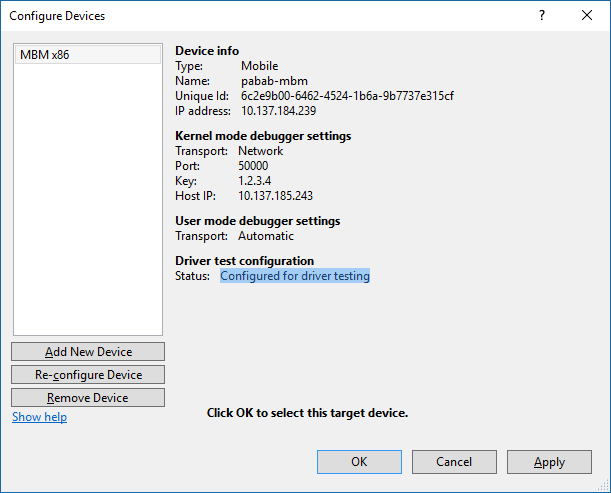 Configure Devices
MBM x86
Device info
Type: Mobile
Name: pabab-mbm
Unique Id: 6c2e9b00-6462-4524-1b6a-9b7737e315cf
IP address: 10.137.184.239
Kernel mode debugger settings
Transport: Network
Port: 50000
Key: 1.2.3.4
Host IP: 10.137.185.243
User mode debugger settings
Transport: Automatic
Driver test configuration
Status: Configured for driver testing
Add New Device
Re-configure Device
Remove Device
Show help
Click OK to select this target device.
OK Cancel Apply